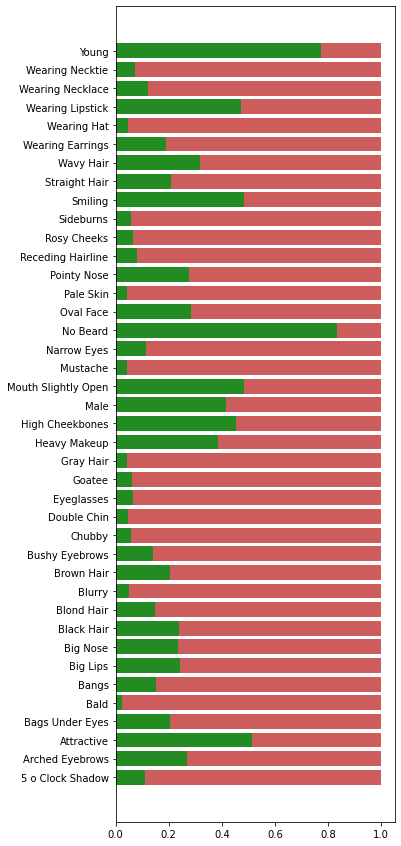 Young
Wearing Necktie
Wearing Necklace
Wearing Lipstick
Wearing Hat
Wearing Earrings
Wavy Hair
Straight Hair
Smiling
Sideburns
Rosy Cheeks
Receding Hairline
Pointy Nose
Pale Skin
Oval Face
No Beard
Narrow Eyes
Mustache
Mouth Slightly Open
Male
High Cheekbones
Heavy Makeup
Gray Hair
Goatee
Eyeglasses
Double Chin
Chubby
Bushy Eyebrows
Brown Hair
Blurry
Blond Hair
Black Hair
Big Nose
Big Lips
Bangs
Bald
Bags Under Eyes
Attractive
Arched Eyebrows
5 o Clock Shadow
0.0 0.2 0.4 0.6 0.8 1.0